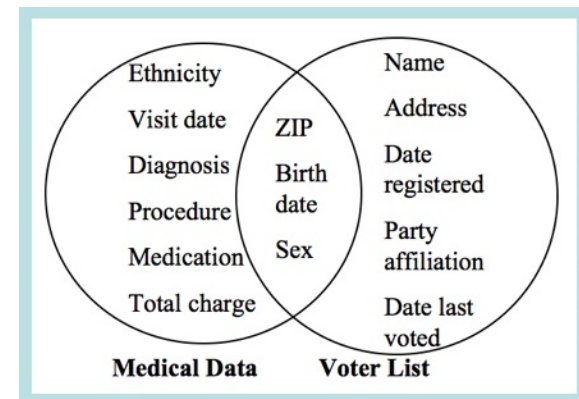 Ethnicity
Visit date
Diagnosis
Procedure
Medication
Total charge
ZIP
Birth
date
Sex
Name
Address
Date
registered
Party
affiliation
Date last
voted
Medical Data
Voter List